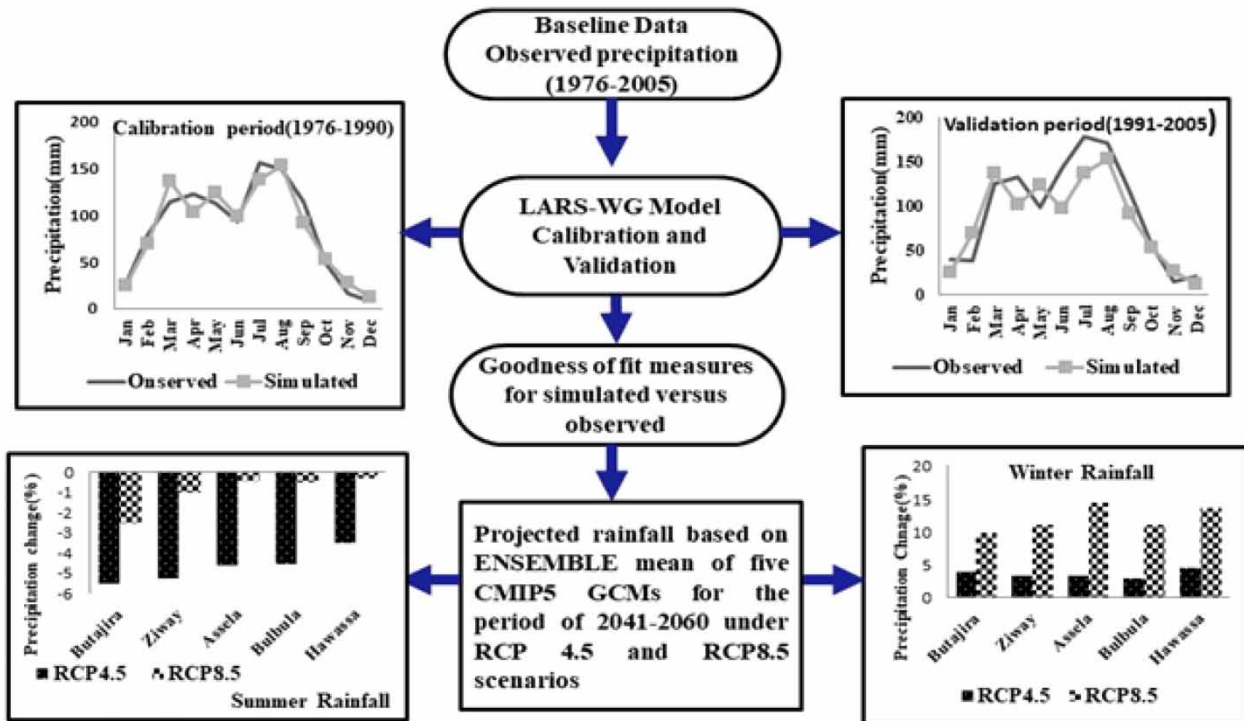 Baseline Data
Observed precipitation
(1976-2005)
Calibration period(1976-1990)
Precipitation(mm)
200
150
100
50
0
Jan
Feb
Mar
Apr
May
Jun
Jul
Aug
Sep
Oct
Nov
Dec
Onserved
Simulated
LARS-WG Model
Calibration and
Validation
Validation period(1991-2005)
Precipitation(mm)
200
150
100
50
0
Jan
Feb
Mar
Apr
May
Jun
Jul
Aug
Sep
Oct
Nov
Dec
Observed
Simulated
Goodness of fit measures
for simulated versus
observed
Precipitation change(%)
0
-1
-2
-3
-4
-5
-6
Butajira
Ziway
Assela
Bulbula
Hawassa
RCP4.5
RCP8.5
Summer Rainfall
Projected rainfall based on
ENSEMBLE mean of five
CMIP5 GCMs for the
period of 2041-2060 under
RCP 4.5 and RCP8.5
scenarios
Winter Rainfall
Precipitation Chnage(%)
20
15
10
5
0
Butajira
Ziway
Assela
Bulbula
Hawassa
RCP4.5
RCP8.5